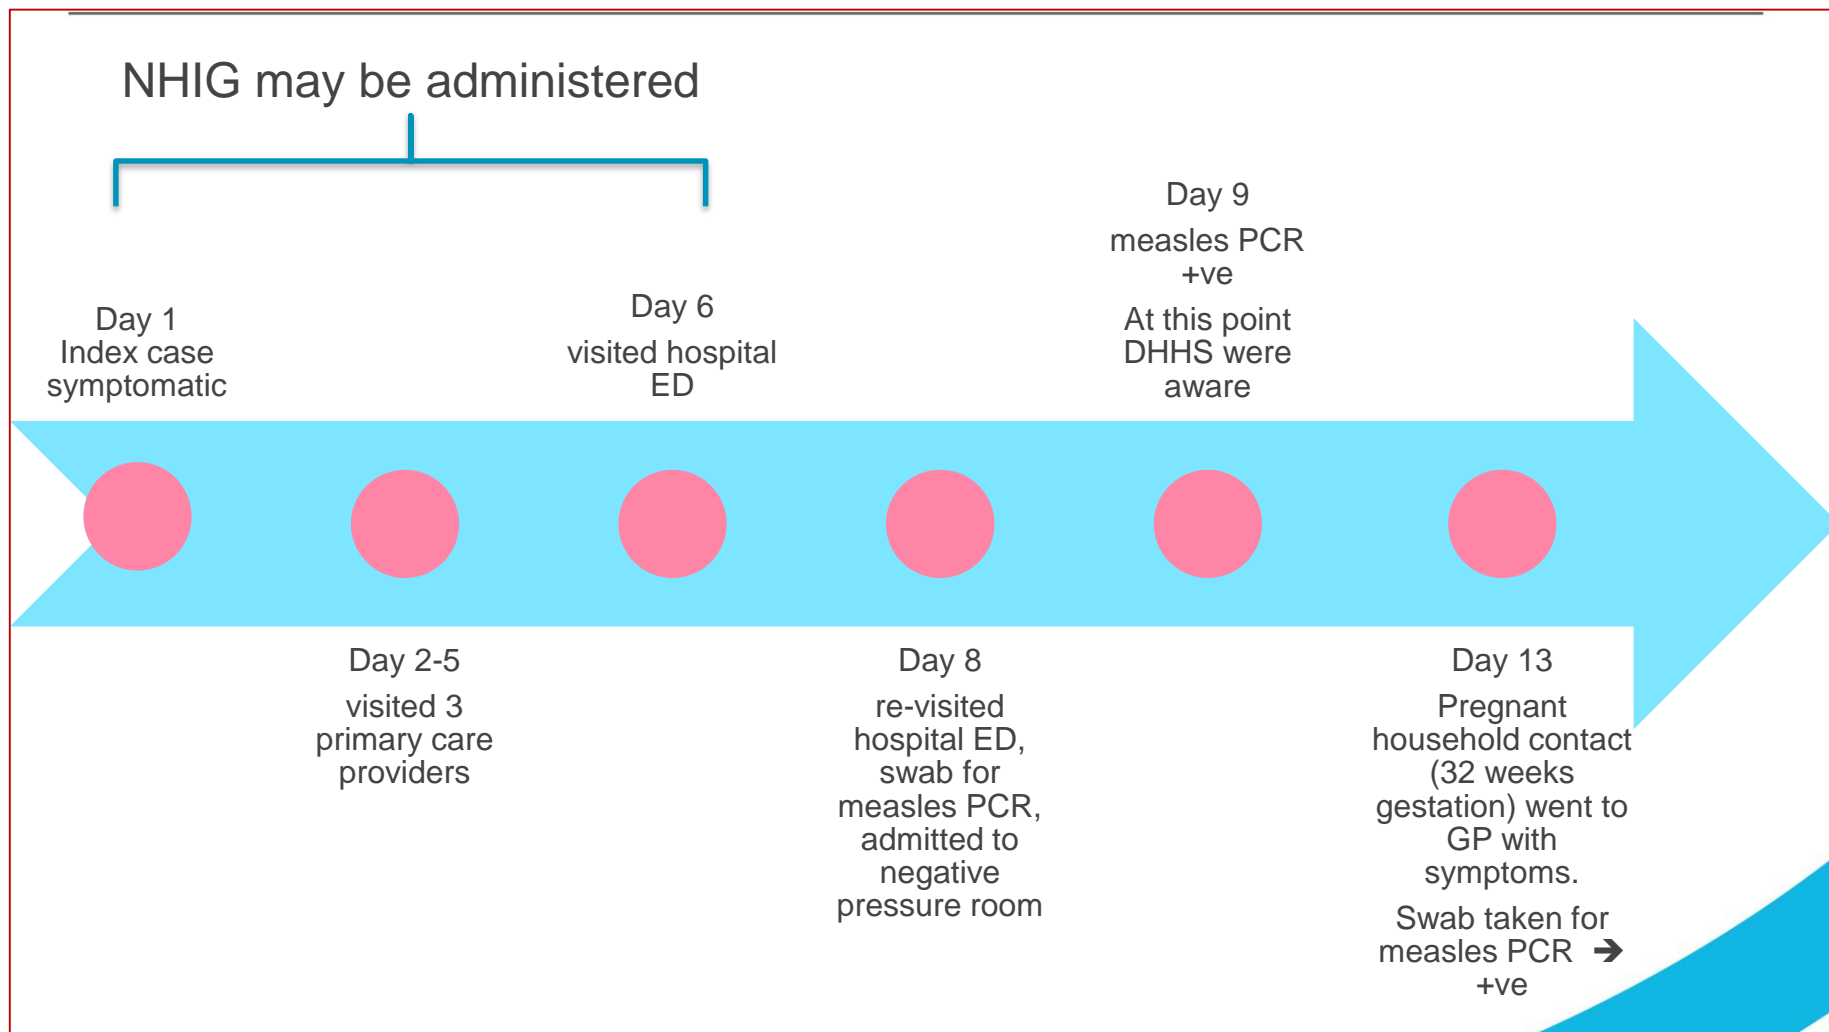 NHIG may be administered
Day 1
Index case
symptomatic
Day 2-5
visited 3
primary care
providers
Day 6
visited hospital
ED
Day 8
re-visited
hospital ED,
swab for
measles PCR,
admitted to
negative
pressure room
Day 9
measles PCR
+ve
At this point
DHHS were
aware
Day 13
Pregnant
household contact
(32 weeks
gestation) went to
GP with
symptoms.
Swab taken for
measles PCR ➔
+ve